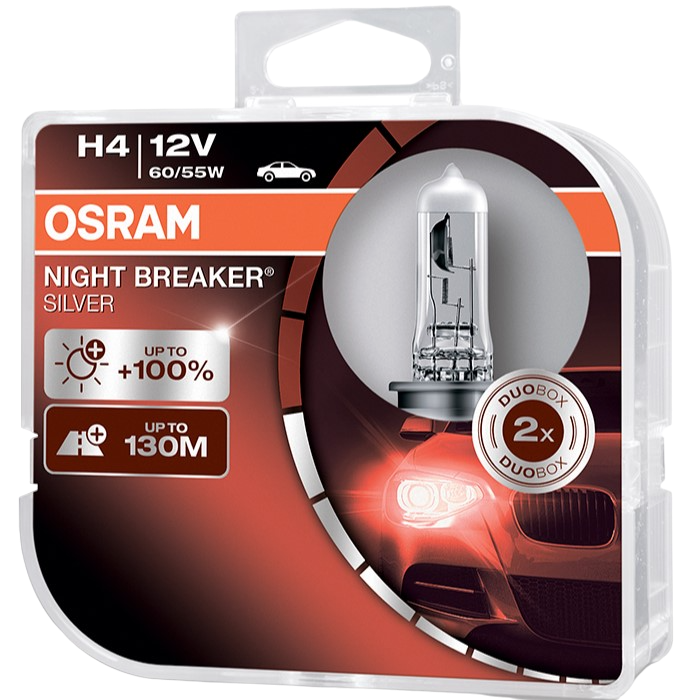 H4 | 12V
60/55W
OSRAM
NIGHT BREAKER®
SILVER
UP TO
+100%
UP TO
130M
DUOBOX
2x
DUOBOX